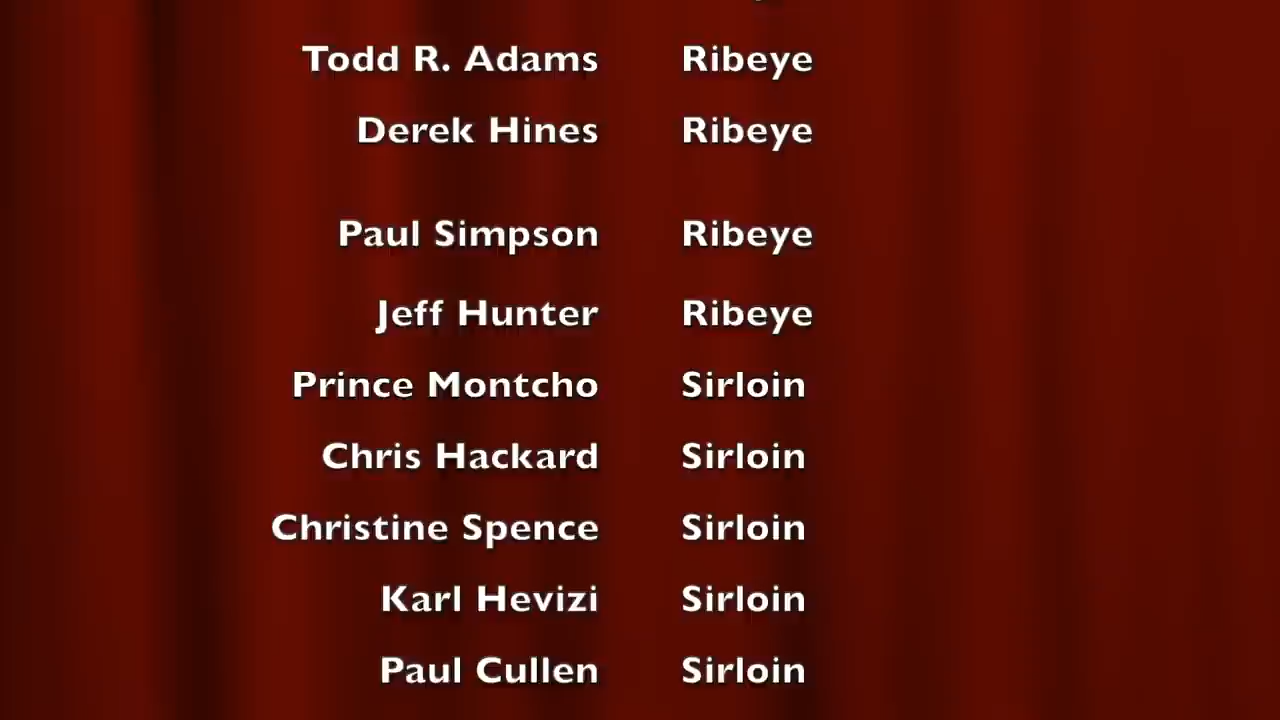 Todd R. Adams Ribeye
Derek Hines Ribeye
Paul Simpson Ribeye
Jeff Hunter Ribeye
Prince Montcho Sirloin
Chris Hackard Sirloin
Christine Spence Sirloin
Karl Hevizi Sirloin
Paul Cullen Sirloin